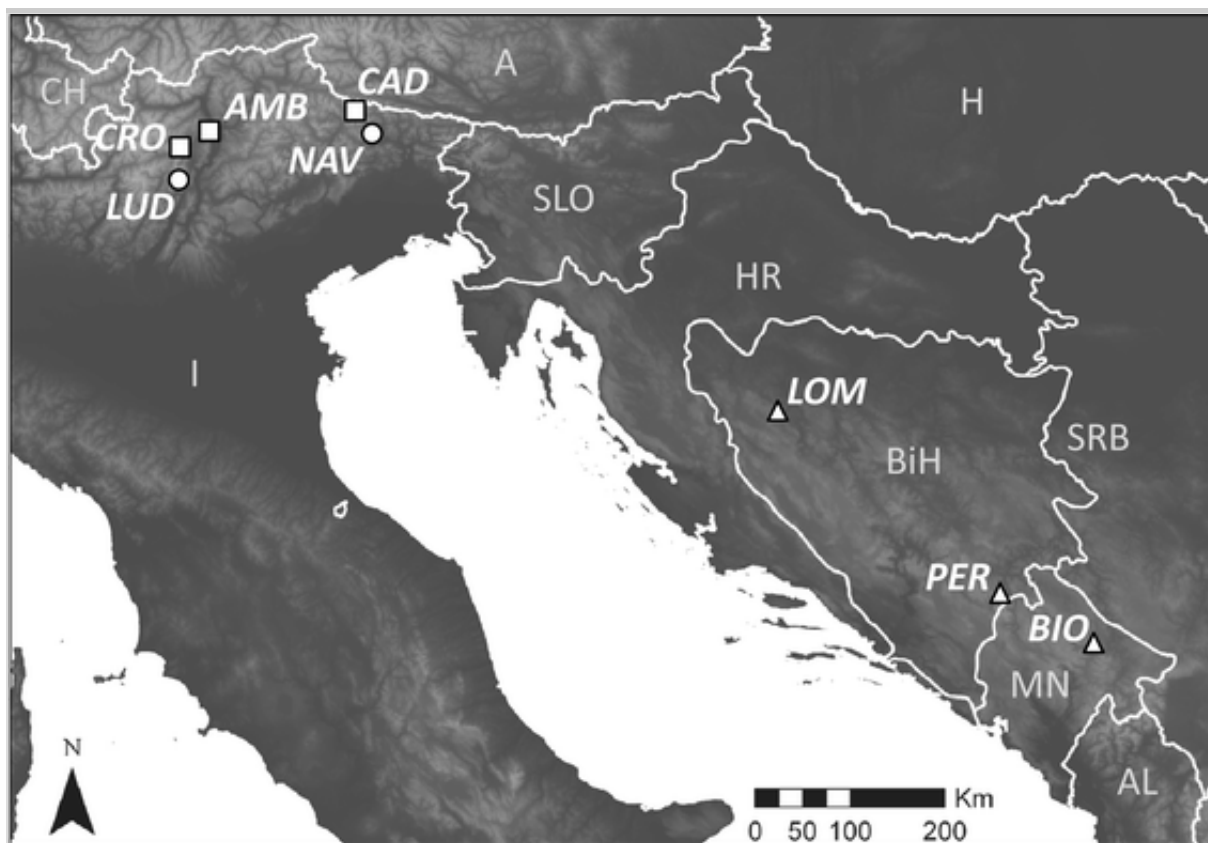 A
CAD
CH
AMB
H
CRO
NAV
LUD
SLO
HR
I
LOM
SRB
BiH
PER
BIO
MN
N
AL
Km
0 50 100 200